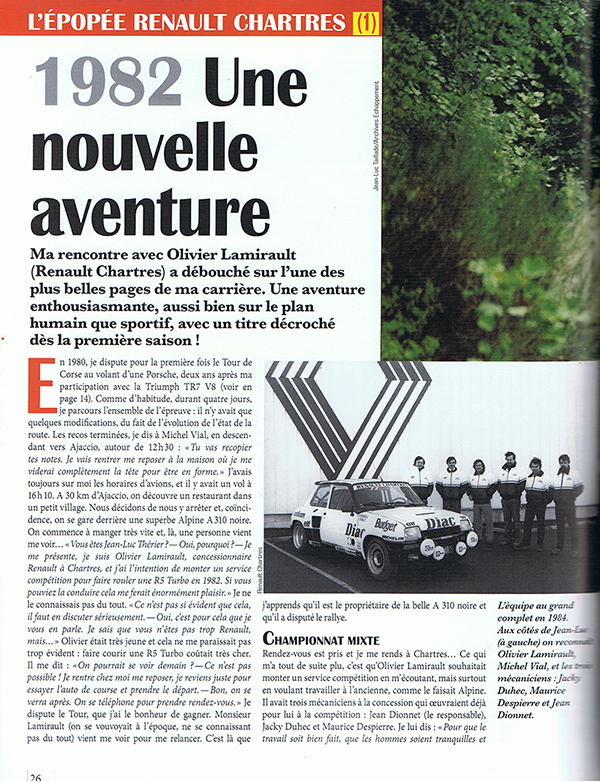 L'ÉPOPÉE RENAULT CHARTRES (1)
1982 Une
nouvelle
aventure
Jean-Luc Taillade/Archives Echappement
Ma rencontre avec Olivier Lamirault
(Renault Chartres) a débouché sur l'une des
plus belles pages de ma carrière. Une aventure
enthousiasmante, aussi bien sur le plan
humain que sportif, avec un titre décroché
dès la première saison !
En 1980, je dispute pour la première fois le Tour de
Corse au volant d'une Porsche, deux ans après ma
participation avec la Triumph TR7 V8 (voir en
page 14). Comme d'habitude, durant quatre jours,
je parcours l'ensemble de l'épreuve : il n'y avait que
quelques modifications, du fait de l'évolution de l'état de la
route. Les recos terminées, je dis à Michel Vial, en descen-
dant vers Ajaccio, autour de 12h30 : «Tu vas recopier
tes notes. Je vais rentrer me reposer à la maison où je me
viderai complètement la tête pour être en forme.» J'avais
toujours sur moi les horaires d'avions, et il y avait un vol à
16h10. A 30 km d'Ajaccio, on découvre un restaurant dans
un petit village. Nous décidons de nous y arrêter et, coïnci-
dence, on se gare derrière une superbe Alpine A310 noire.
On commence à manger très vite et, là, une personne vient
me voir… «Vous êtes Jean-Luc Thérier ? — Oui, pourquoi ? — Je
me présente, je suis Olivier Lamirault, concessionnaire
Renault à Chartres, et j'ai l'intention de monter un service
compétition pour faire rouler une R5 Turbo en 1982. Si vous
pouviez la conduire cela me ferait énormément plaisir.» Je ne
le connaissais pas du tout. «Ce n'est pas si évident que cela,
il faut en discuter sérieusement. — Oui, c'est pour cela que je
vous en parle. Je sais que vous n'êtes pas trop Renault,
mais…» Olivier était très jeune et cela ne me paraissait pas
trop évident : faire courir une R5 Turbo coûtait très cher.
Il me dit : «On pourrait se voir demain ? — Ce n'est pas
possible ! Je rentre chez moi me reposer, je reviens juste pour
essayer l'auto de course et prendre le départ. — Bon, on se
verra après. On se téléphone pour prendre rendez-vous.» Je
dispute le Tour, que j'ai le bonheur de gagner. Monsieur
Lamirault (on se vouvoyait à l'époque, ne se connaissant
pas du tout) vient me voir pour me relancer. C'est là que
Renault Chartres
Budget
Diac
Diac
MICHELIN
j'apprends qu'il est le propriétaire de la belle A 310 noire et
qu'il a disputé le rallye.
CHAMPIONNAT MIXTE
Rendez-vous est pris et je me rends à Chartres… Ce qui
m'a tout de suite plu, c'est qu'Olivier Lamirault souhaitait
monter un service compétition en m'écoutant, mais surtout
en voulant travailler à l'ancienne, comme le faisait Alpine.
Il avait trois mécaniciens à la concession qui œuvraient déjà
pour lui à la compétition : Jean Dionnet (le responsable),
Jacky Duhec et Maurice Despierre. Je lui dis : «Pour que le
travail soit bien fait, que les hommes soient tranquilles et
L'équipe au grand
complet en 1984.
Aux côtés de Jean-Luc
(à gauche) on reconnaît
Olivier Lamirault,
Michel Vial, et les trois
mécaniciens : Jacky
Duhec, Maurice
Despierre et Jean
Dionnet.
26